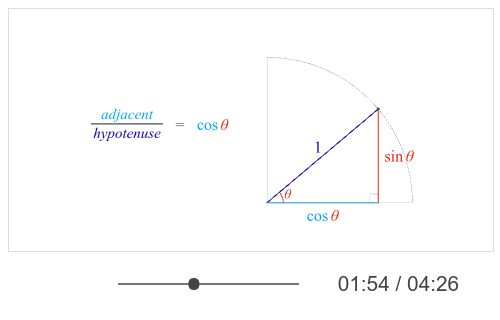 adjacent
hypotenuse
= cos θ
1
sin θ
θ
cos θ
01:54 / 04:26